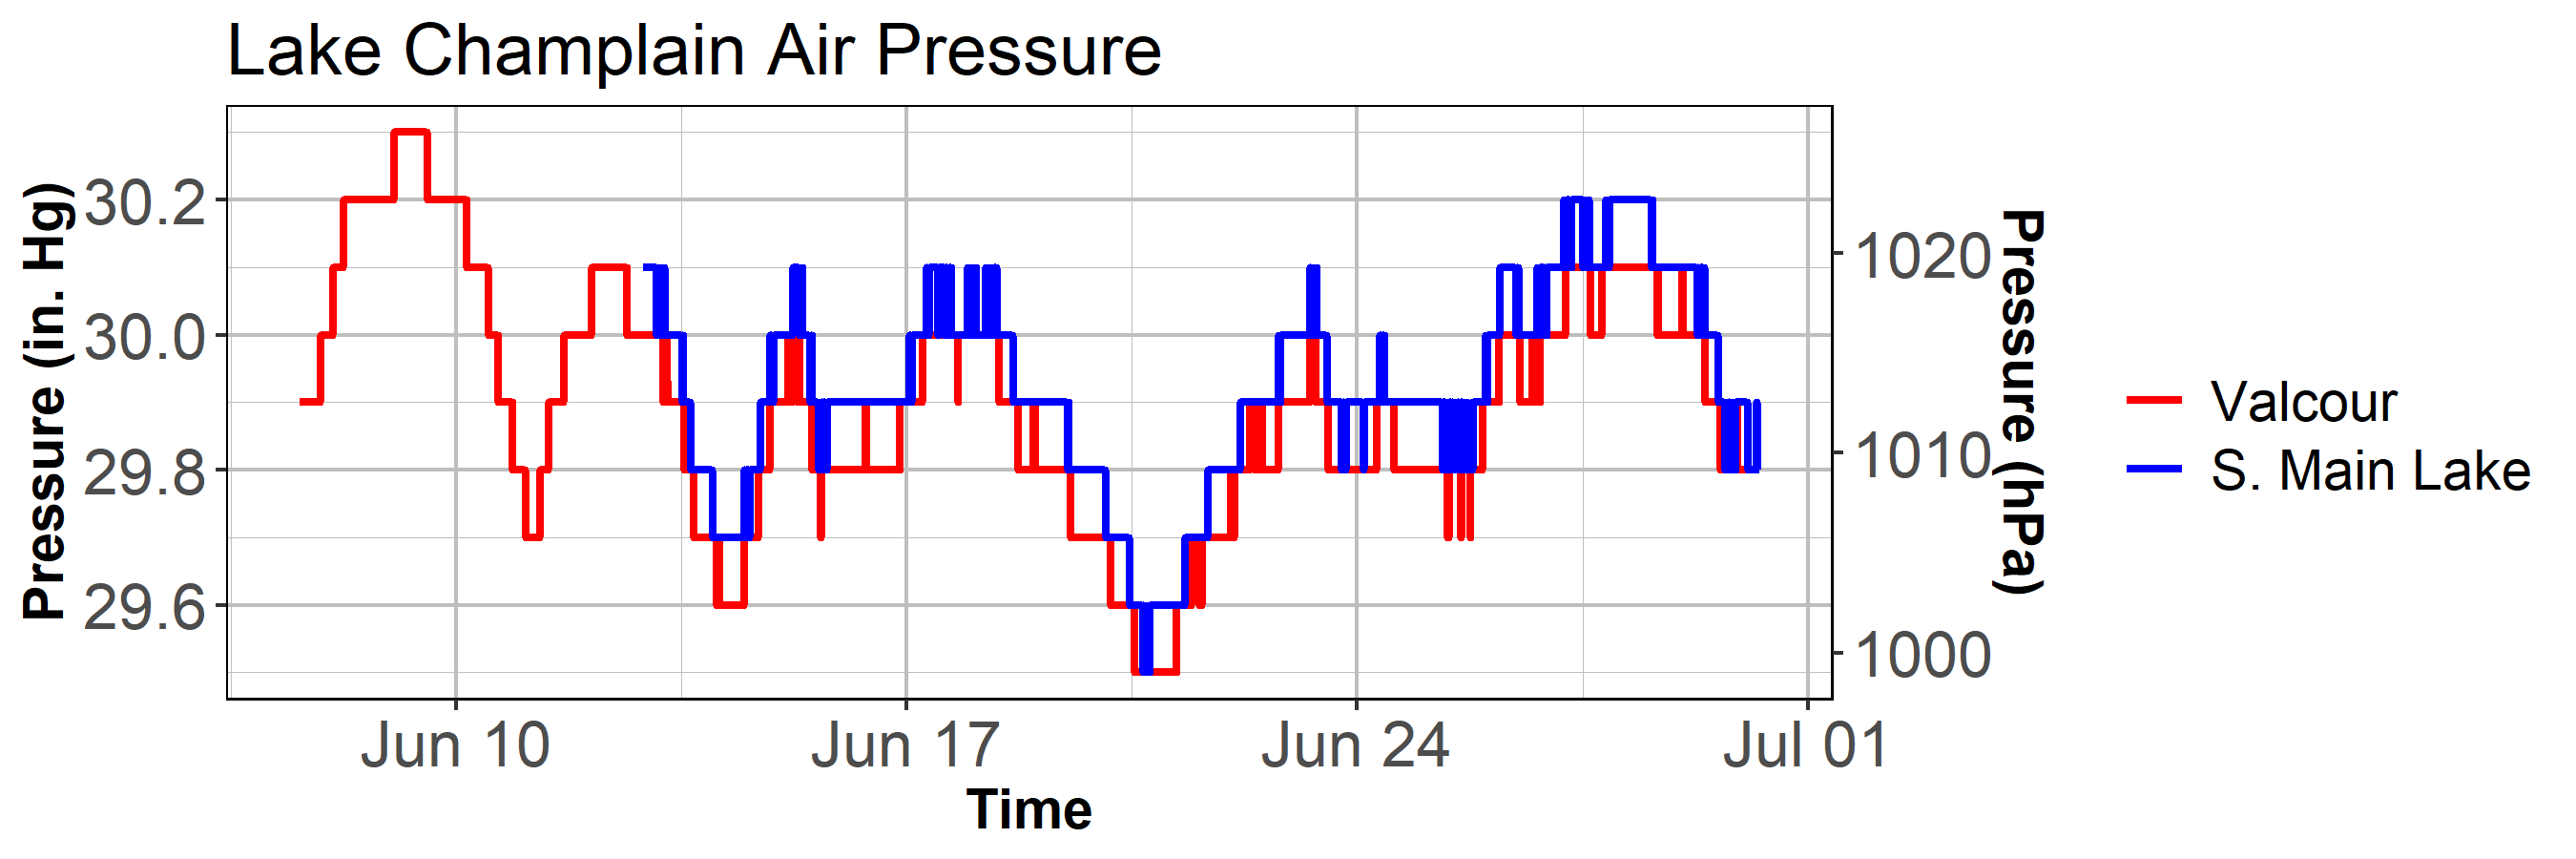 Lake Champlain Air Pressure
Pressure (in. Hg)
30.2
30.0
29.8
29.6
1020
1010
1000
Pressure (hPa)
Jun 10
Jun 17
Jun 24
Jul 01
Time
Valcour
S. Main Lake